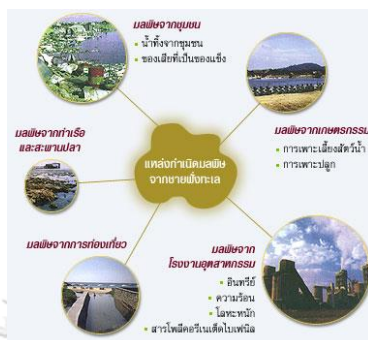 มลพิษจากชุมชน
• น้ำทิ้งจากชุมชน
• ของเสียที่เป็นของแข็ง
มลพิษจากเกษตรกรรม
• การเพาะเลี้ยงสัตว์น้ำ
• การเพาะปลูก
มลพิษจากท่าเรือ
และสะพานปลา
แหล่งกำเนิดมลพิษ
จากชายฝั่งทะเล
มลพิษจากการท่องเที่ยว
มลพิษจาก
โรงงานอุตสาหกรรม
• อินทรีย์
• ความร้อน
• โลหะหนัก
• สารโพลีคอรีเนเต็ดไบเฟนิล